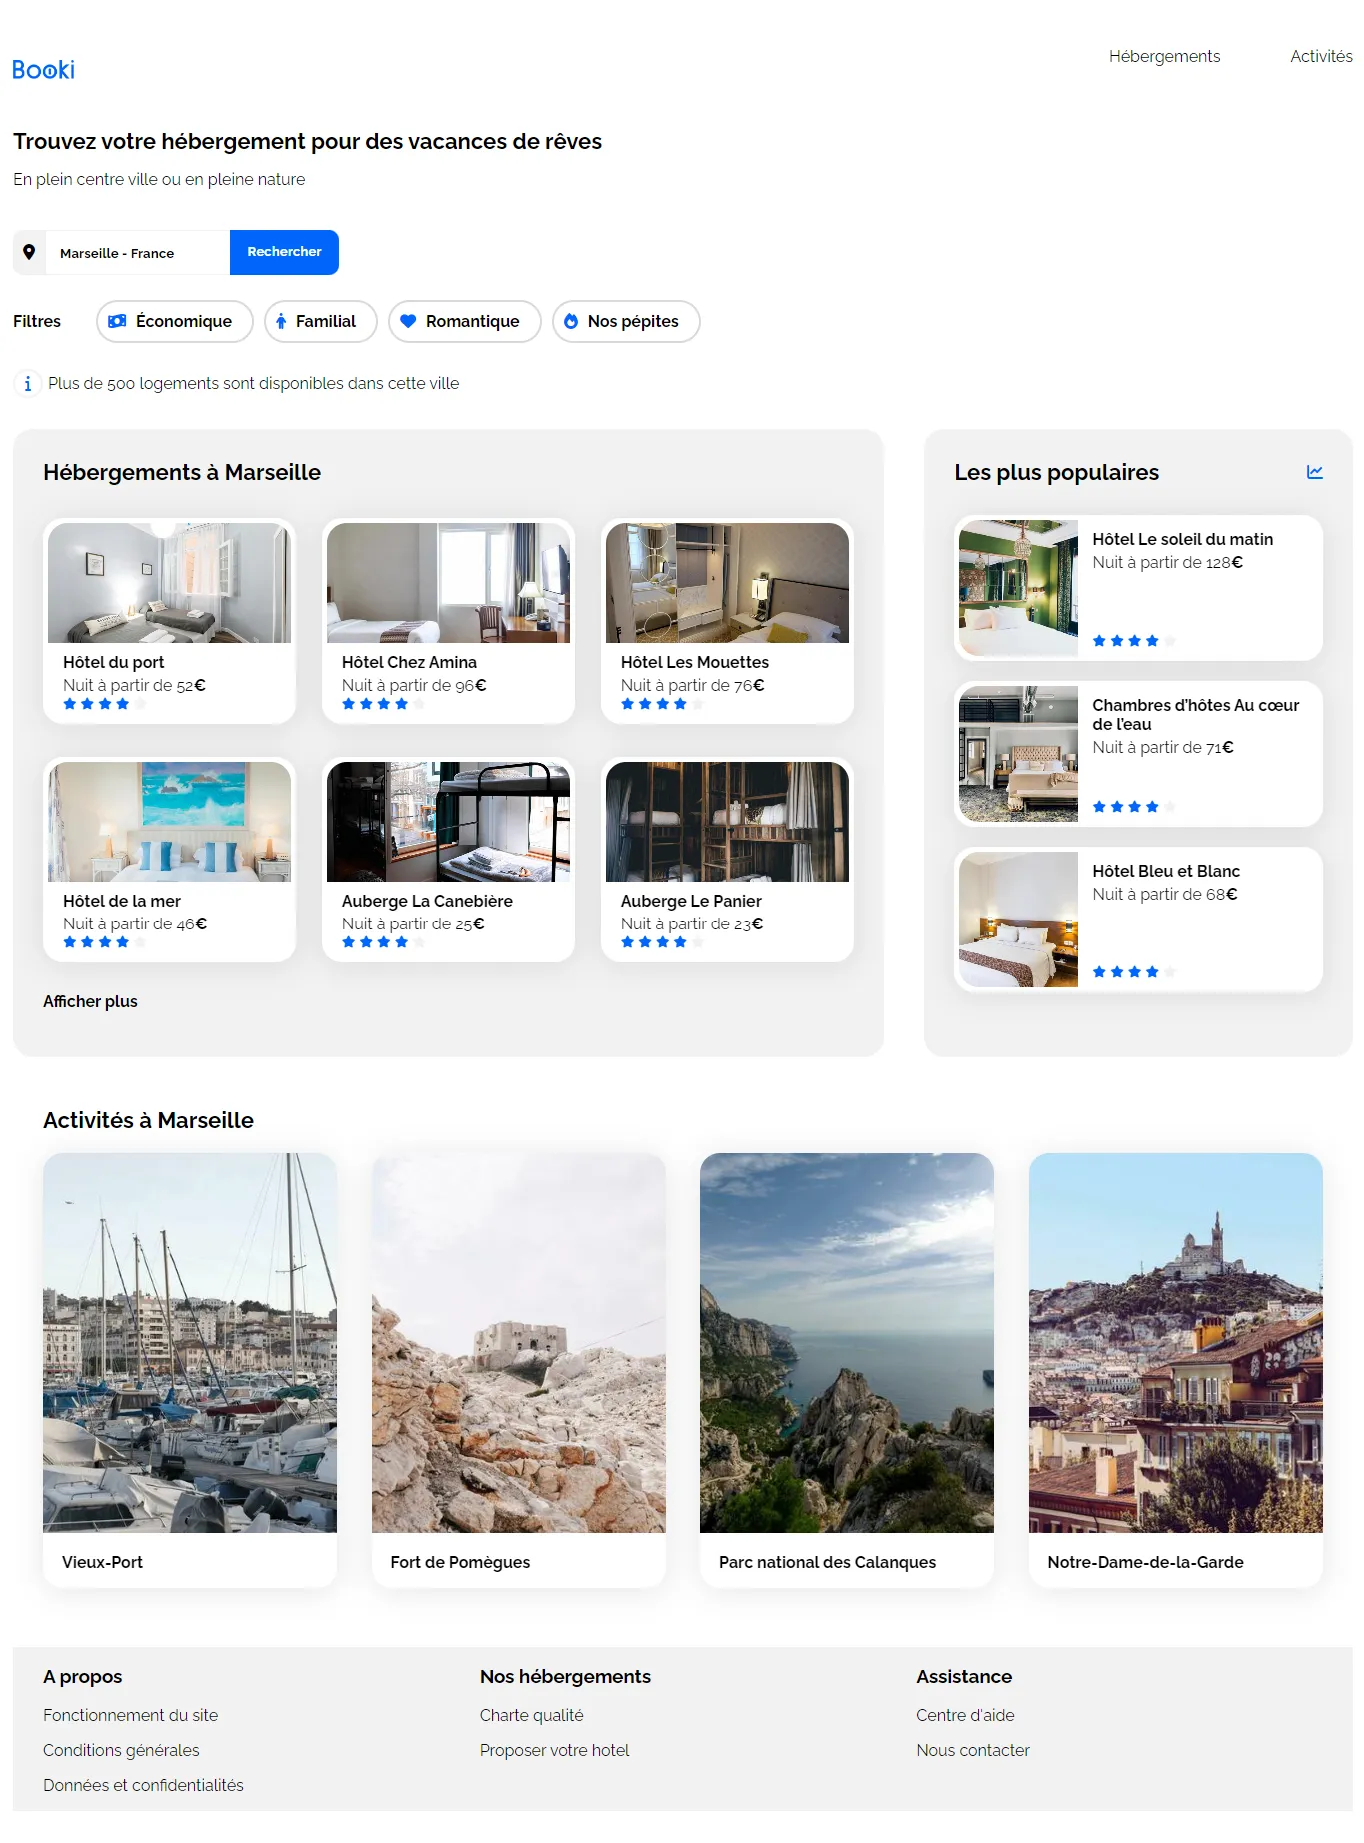 Booki
Hébergements
Activités
Trouvez votre hébergement pour des vacances de rêves
En plein centre ville ou en pleine nature
Marseille - France
Rechercher
Filtres
Économique
Familial
Romantique
Nos pépites
Plus de 500 logements sont disponibles dans cette ville
Hébergements à Marseille
Hôtel du port
Nuit à partir de 52€
Hôtel Chez Amina
Nuit à partir de 96€
Hôtel Les Mouettes
Nuit à partir de 76€
Hôtel de la mer
Nuit à partir de 46€
Auberge La Canebière
Nuit à partir de 25€
Auberge Le Panier
Nuit à partir de 23€
Afficher plus
Les plus populaires
Hôtel Le soleil du matin
Nuit à partir de 128€
Chambres d'hôtes Au cœur
de l'eau
Nuit à partir de 71€
Hôtel Bleu et Blanc
Nuit à partir de 68€
Activités à Marseille
Vieux-Port
Fort de Pomègues
Parc national des Calanques
Notre-Dame-de-la-Garde
A propos
Fonctionnement du site
Conditions générales
Données et confidentialités
Nos hébergements
Charte qualité
Proposer votre hotel
Assistance
Centre d'aide
Nous contacter